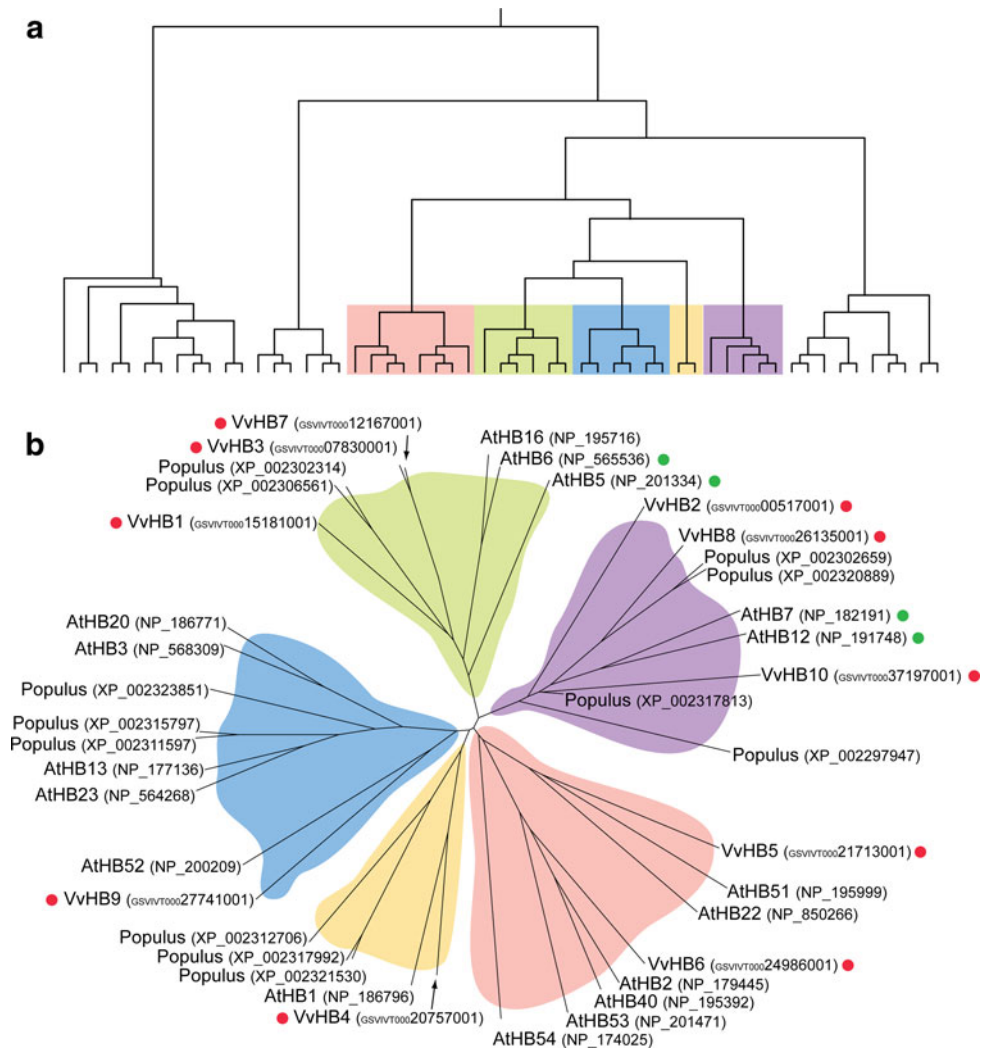 a
b
VvHB7 (GSVIVT00012167001)
VvHB3 (GSVIVT00007830001)
Populus (XP_002302314)
Populus (XP_002306561)
VvHB1 (GSVIVT00015181001)
AtHB16 (NP_195716)
AtHB6 (NP_565536)
AtHB5 (NP_201334)
VvHB2 (GSVIVT00000517001)
VvHB8 (GSVIVT00026135001)
Populus (XP_002302659)
Populus (XP_002320889)
AtHB7 (NP_182191)
AtHB12 (NP_191748)
VvHB10 (GSVIVT00037197001)
Populus (XP_002317813)
Populus (XP_002297947)
AtHB20 (NP_186771)
AtHB3 (NP_568309)
Populus (XP_002323851)
Populus (XP_002315797)
Populus (XP_002311597)
AtHB13 (NP_177136)
AtHB23 (NP_564268)
AtHB52 (NP_200209)
VvHB9 (GSVIVT00027741001)
Populus (XP_002312706)
Populus (XP_002317992)
Populus (XP_002321530)
AtHB1 (NP_186796)
VvHB4 (GSVIVT00020757001)
VvHB5 (GSVIVT00021713001)
AtHB51 (NP_195999)
AtHB22 (NP_850266)
VvHB6 (GSVIVT00024986001)
AtHB2 (NP_179445)
AtHB40 (NP_195392)
AtHB53 (NP_201471)
AtHB54 (NP_174025)